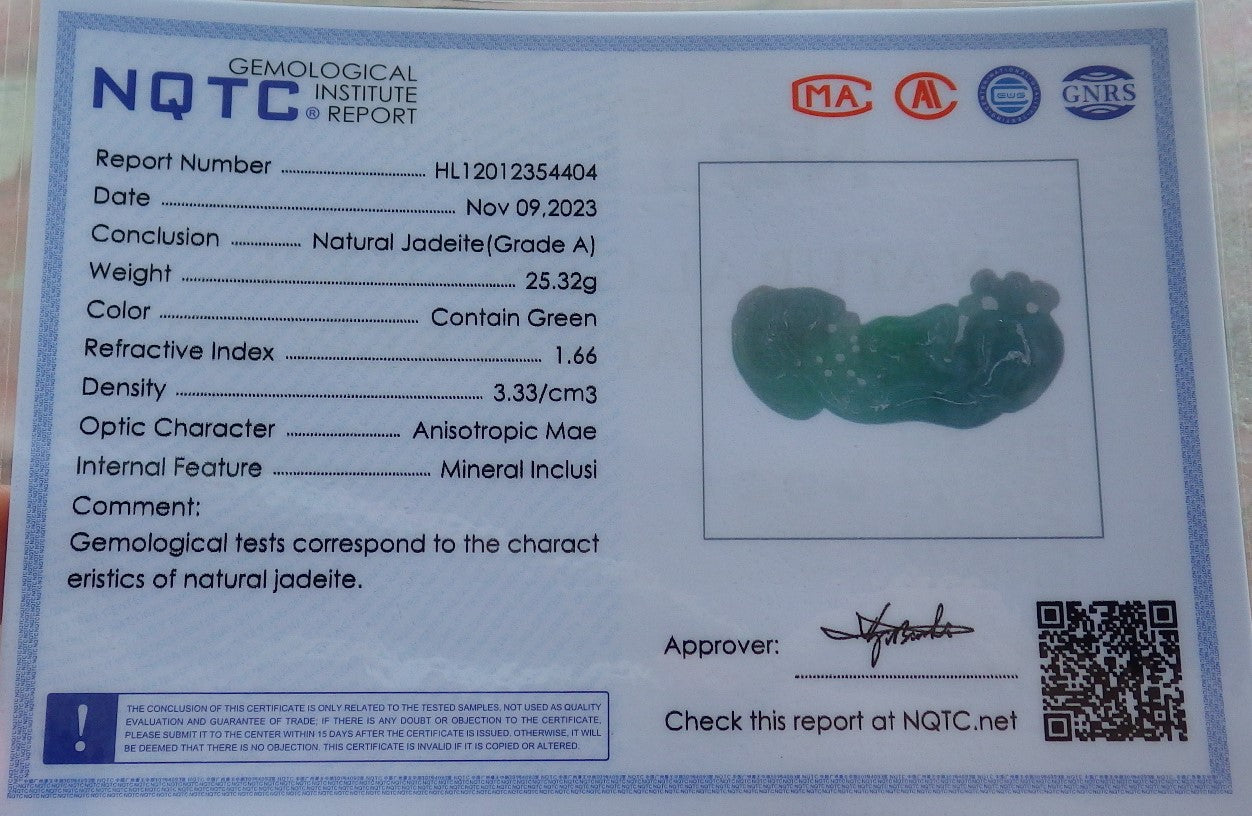 NQTC® GEMOLOGICAL
INSTITUTE
REPORT
MA
AL
CWG
GNRS
Report Number ........ HL12012354404
Date ........ Nov 09,2023
Conclusion ........ Natural Jadeite(Grade A)
Weight ........ 25.32g
Color ........ Contain Green
Refractive Index ........ 1.66
Density ........ 3.33/cm3
Optic Character ........ Anisotropic Mae
Internal Feature ........ Mineral Inclusi
Comment:
Gemological tests correspond to the charact
eristics of natural jadeite.
Approver:
Check this report at NQTC.net
! THE CONCLUSION OF THIS CERTIFICATE IS ONLY RELATED TO THE TESTED SAMPLES, NOT USED AS QUALITY
EVALUATION AND GUARANTEE OF TRADE; IF THERE IS ANY DOUBT OR OBJECTION TO THE CERTIFICATE,
PLEASE SUBMIT IT TO THE CENTER WITHIN 15 DAYS AFTER THE CERTIFICATE IS ISSUED. OTHERWISE, IT WILL
BE DEEMED THAT THERE IS NO OBJECTION. THIS CERTIFICATE IS INVALID IF IT IS COPIED OR ALTERED.